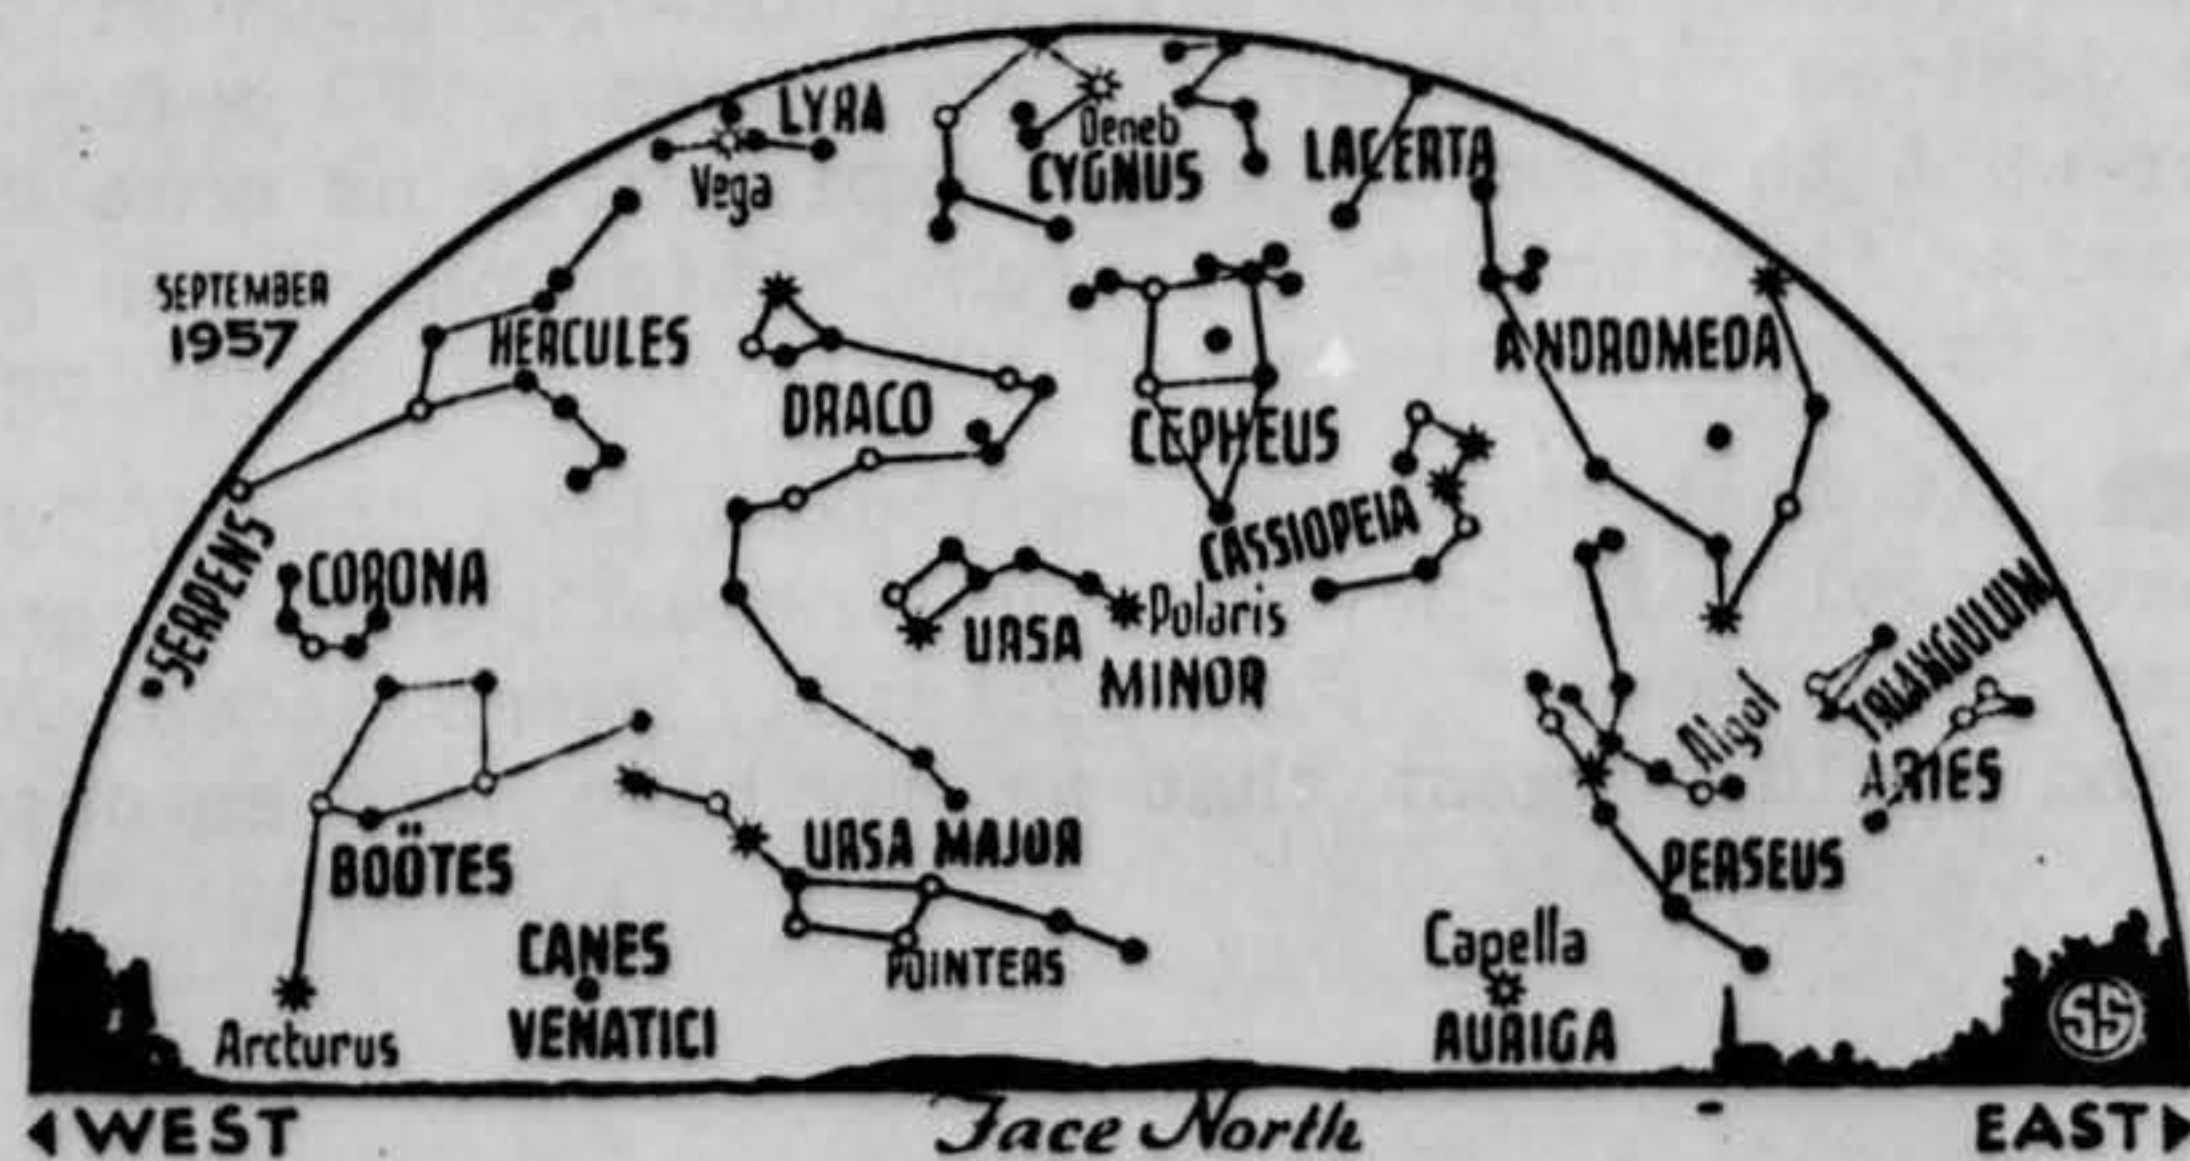 LYRA
Deneb
CYGNUS
LACERTA
Vega
SEPTEMBER
1957
HERCULES
ANDROMEDA
DRACO
CEPHEUS
CASSIOPEIA
SERPENS
CORONA
Polaris
URSA
MINOR
TRIANGULUM
Algol
ARIES
URSA MAJOR
BOÖTES
PERSEUS
CANES
VENATICI
POINTERS
Capella
AURIGA
Arcturus
SS
WEST
Face North
EAST